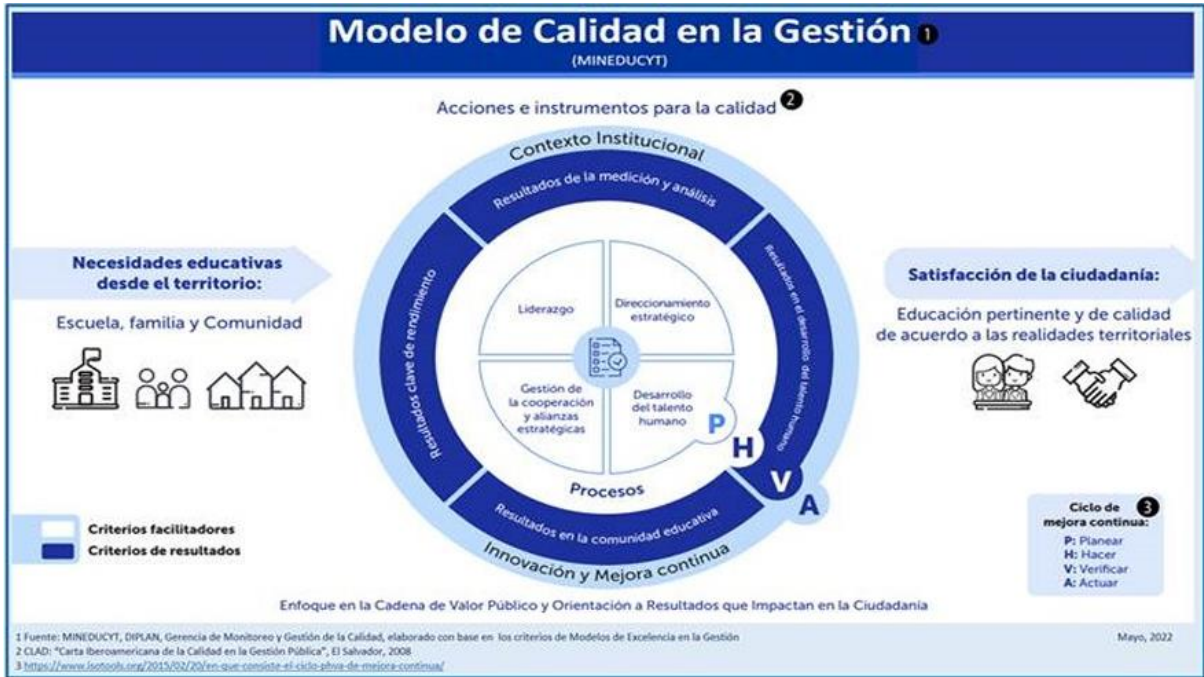 Modelo de Calidad en la Gestión 1
(MINEDUCYT)
Acciones e instrumentos para la calidad 2
Contexto Institucional
Resultados de la medición y análisis
Necesidades educativas
desde el territorio:
Escuela, familia y Comunidad
Resultados clave de rendimiento
Liderazgo
Direccionamiento
estratégico
Gestión de
la cooperación
y alianzas
estratégicas
Desarrollo
del talento
humano
Resultados en el desarrollo del talento humano
P
H
V
A
Procesos
Resultados en la comunidad educativa
Innovación y Mejora continua
Satisfacción de la ciudadanía:
Educación pertinente y de calidad
de acuerdo a las realidades territoriales
Criterios facilitadores
Criterios de resultados
Ciclo de 3
mejora continua:
P: Planear
H: Hacer
V: Verificar
A: Actuar
Enfoque en la Cadena de Valor Público y Orientación a Resultados que Impactan en la Ciudadanía
1 Fuente: MINEDUCYT, DIPLAN, Gerencia de Monitoreo y Gestión de la Calidad, elaborado con base en los criterios de Modelos de Excelencia en la Gestión
Mayo, 2022
2 CLAD: "Carta Iberoamericana de la Calidad en la Gestión Pública", El Salvador, 2008
3 https://www.isotools.org/2015/02/20/en-que-consiste-el-ciclo-phva-de-mejora-continua/